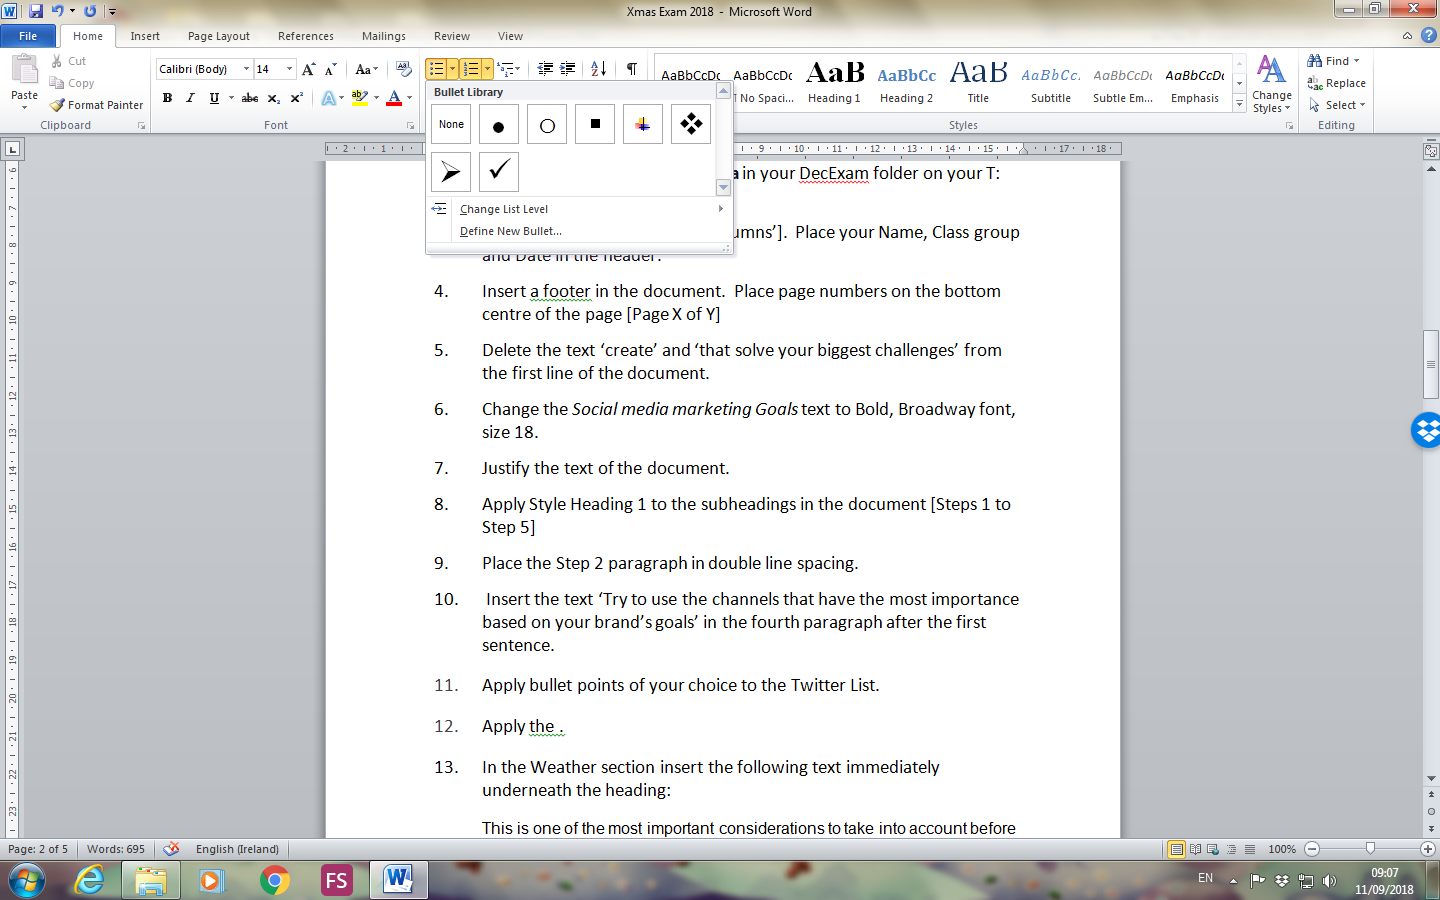 Xmas Exam 2018 - Microsoft Word
File Home Insert Page Layout References Mailings Review View
Paste
Cut
Copy
Format Painter
Clipboard
Calibri (Body) 14
Font
AaBbCcDc AaBbCcDc AaB AaBbCc AaB AaBbCc. AaBbCcDc AaBbCcDc
T No Spaci... Heading 1 Heading 2 Title Subtitle Subtle Em... Emphasis
Styles
Change Styles
Find
Replace
Select
Editing
Bullet Library
None
Change List Level
Define New Bullet...
in your DecExam folder on your T:
umns’]. Place your Name, Class group
and Date in the header.
4. Insert a footer in the document. Place page numbers on the bottom
centre of the page [Page X of Y]
5. Delete the text ‘create’ and ‘that solve your biggest challenges’ from
the first line of the document.
6. Change the Social media marketing Goals text to Bold, Broadway font,
size 18.
7. Justify the text of the document.
8. Apply Style Heading 1 to the subheadings in the document [Steps 1 to
Step 5]
9. Place the Step 2 paragraph in double line spacing.
10. Insert the text ‘Try to use the channels that have the most importance
based on your brand’s goals’ in the fourth paragraph after the first
sentence.
11. Apply bullet points of your choice to the Twitter List.
12. Apply the .
13. In the Weather section insert the following text immediately
underneath the heading:
This is one of the most important considerations to take into account before
Page: 2 of 5 Words: 695 English (Ireland) 100%
FS
EN
09:07
11/09/2018